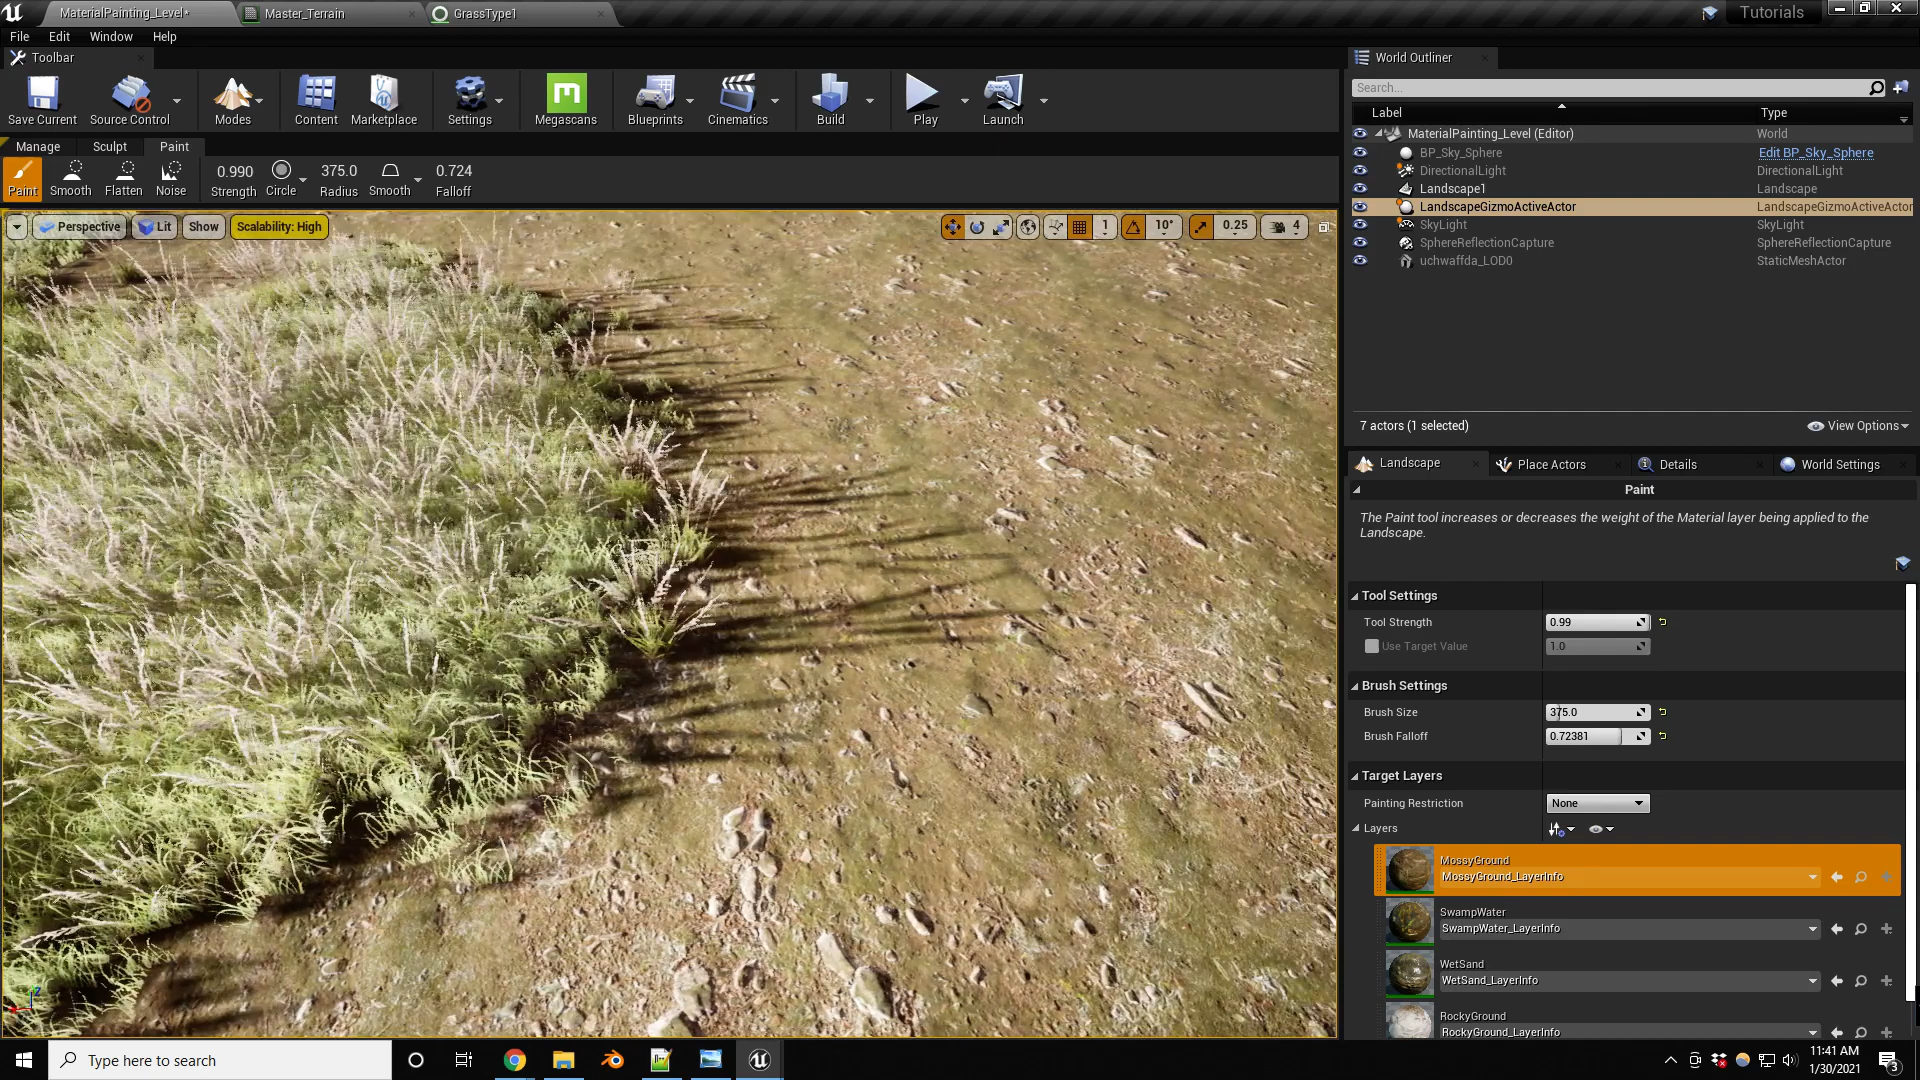 MaterialPainting_Level*
Master_Terrain
GrassType1
Tutorials
File Edit Window Help
Toolbar
Save Current
Source Control
Modes
Content
Marketplace
Settings
Megascans
Blueprints
Cinematics
Build
Play
Launch
Manage Sculpt Paint
Paint Smooth Flatten Noise
0.990
Strength
Circle
375.0
Radius
Smooth
0.724
Falloff
Perspective Lit Show Scalability: High
1 10° 0.25 4
World Outliner
Search...
Label Type
MaterialPainting_Level (Editor) World
BP_Sky_Sphere Edit BP_Sky_Sphere
DirectionalLight DirectionalLight
Landscape1 Landscape
LandscapeGizmoActiveActor LandscapeGizmoActiveActor
SkyLight SkyLight
SphereReflectionCapture SphereReflectionCapture
uchwaffda_LOD0 StaticMeshActor
7 actors (1 selected) View Options
Landscape Place Actors Details World Settings
Paint
The Paint tool increases or decreases the weight of the Material layer being applied to the
Landscape.
Tool Settings
Tool Strength 0.99
Use Target Value 1.0
Brush Settings
Brush Size 375.0
Brush Falloff 0.72381
Target Layers
Painting Restriction None
Layers
MossyGround
MossyGround_LayerInfo
SwampWater
SwampWater_LayerInfo
WetSand
WetSand_LayerInfo
RockyGround
RockyGround_LayerInfo
Type here to search
11:41 AM
1/30/2021
3